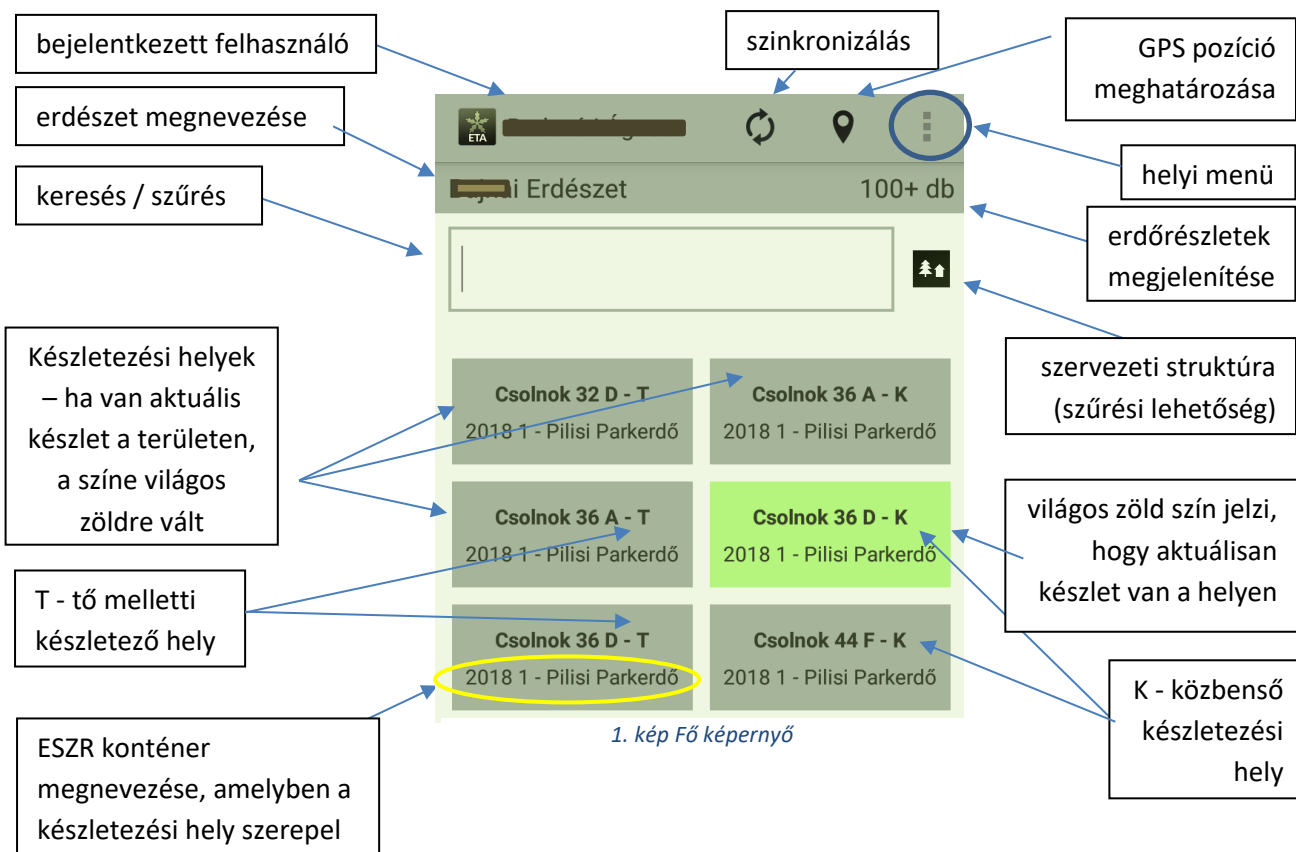 bejelentkezett felhasználó
szinkronizálás
GPS pozíció
meghatározása
erdészet megnevezése
keresés / szűrés
ETA
helyi menü
Erdészet
100+ db
erdőrészletek
megjelenítése
szervezeti struktúra
(szűrési lehetőség)
Készletezési helyek
– ha van aktuális
készlet a területen,
a színe világos
zöldre vált
Csolnok 32 D - T
2018 1 - Pilisi Parkerdő
Csolnok 36 A - K
2018 1 - Pilisi Parkerdő
Csolnok 36 A - T
2018 1 - Pilisi Parkerdő
Csolnok 36 D - K
2018 1 - Pilisi Parkerdő
világos zöld szín jelzi,
hogy aktuálisan
készlet van a helyen
T - tő melletti
készletező hely
Csolnok 36 D - T
2018 1 - Pilisi Parkerdő
Csolnok 44 F - K
2018 1 - Pilisi Parkerdő
K - közbenső
készletezési
hely
ESZR konténer
megnevezése, amelyben a
készletezési hely szerepel
1. kép Fő képernyő